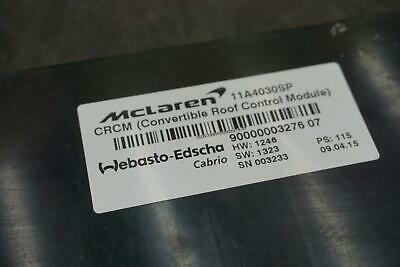 McLaren 11A4030SP
CRCM (Convertible Roof Control Module)
90000003276 07
Webasto-Edscha HW: 1246 PS: 115
Cabrio SW: 1323 09.04.15
SN 003233